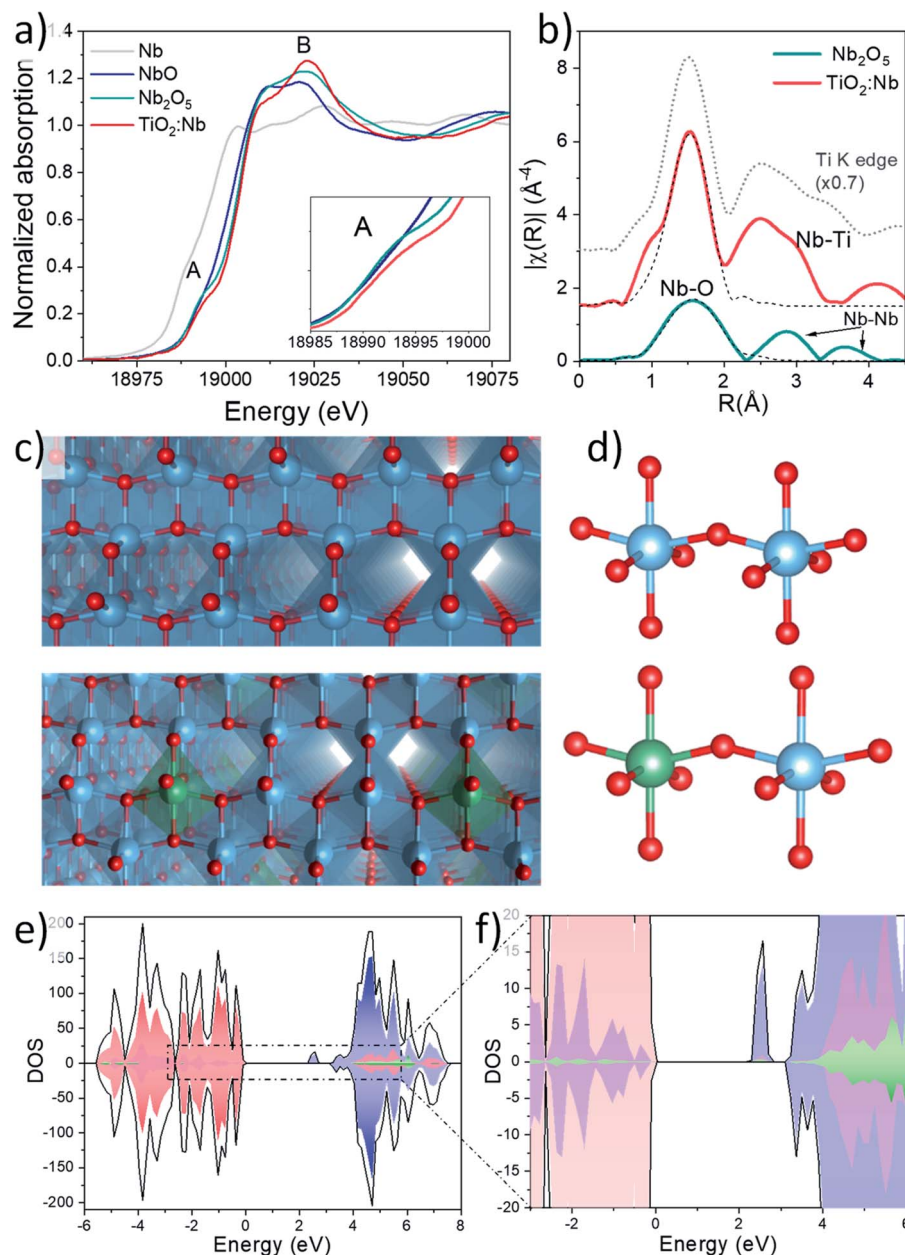 a)
Nb
NbO
Nb₂O₅
TiO₂:Nb
B
A
A
1.4
1.2
1.0
0.8
0.6
0.4
0.2
0.0
18985 18990 18995 19000
18975 19000 19025 19050 19075
Normalized absorption
Energy (eV)
b)
Nb₂O₅
TiO₂:Nb
Ti K edge
(x0.7)
Nb-Ti
Nb-O
Nb-Nb
8
6
4
2
0
0 1 2 3 4
|χ(R)| (Å⁻⁴)
R(Å)
c)
d)
e)
200
150
100
50
0
-50
-100
-150
-200
-6 -4 -2 0 2 4 6 8
DOS
Energy (eV)
f)
20
15
10
5
0
-5
-10
-15
-20
-2 0 2 4 6
DOS
Energy (eV)